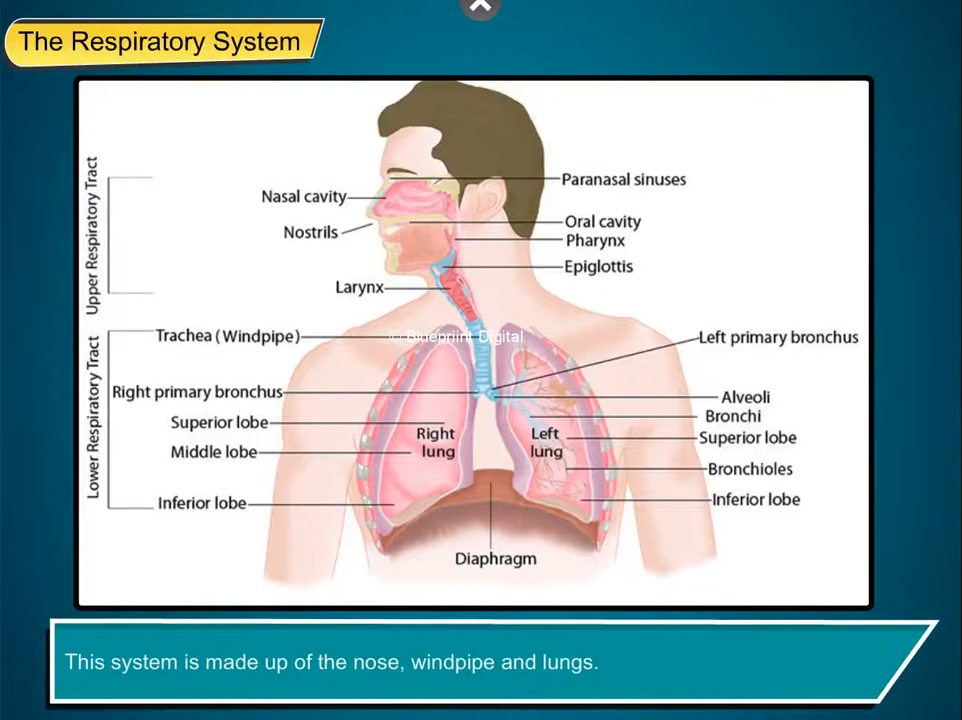 The Respiratory System
Upper Respiratory Tract
Nasal cavity
Nostrils
Larynx
Paranasal sinuses
Oral cavity
Pharynx
Epiglottis
Lower Respiratory Tract
Trachea (Windpipe)
© Bluepriint Digital
Right primary bronchus
Superior lobe
Middle lobe
Inferior lobe
Right
lung
Left
lung
Left primary bronchus
Alveoli
Bronchi
Superior lobe
Bronchioles
Inferior lobe
Diaphragm
This system is made up of the nose, windpipe and lungs.